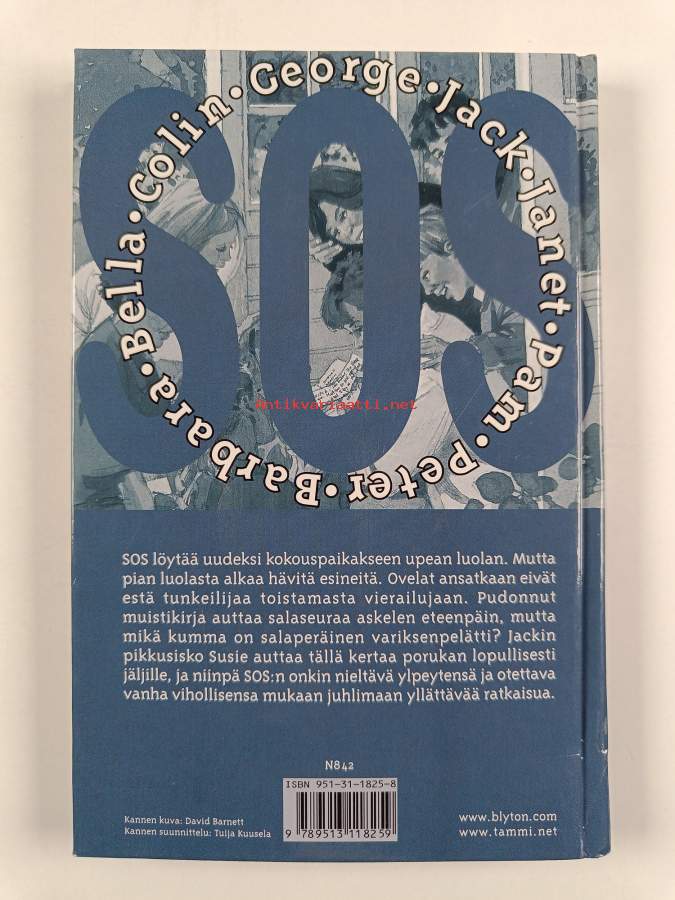 SOS
George·Jack·Janet·Pam·Peter·Barbara·Bella·Colin·
Antikvariaatti.net
SOS löytää uudeksi kokouspaikakseen upean luolan. Mutta
pian luolasta alkaa hävitä esineitä. Ovelat ansatkaan eivät
estä tunkeilijaa toistamasta vierailujaan. Pudonnut
muistikirja auttaa salaseuraa askelen eteenpäin, mutta
mikä kumma on salaperäinen variksenpelätti? Jackin
pikkusisko Susie auttaa tällä kertaa porukan lopullisesti
jäljille, ja niinpä SOS:n onkin nieltävä ylpeytensä ja otettava
vanha vihollisensa mukaan juhlimaan yllättävää ratkaisua.
N842
ISBN 951-31-1825-8
9 789513 118259
Kannen kuva: David Barnett
Kannen suunnittelu: Tuija Kuusela
www.blyton.com
www.tammi.net